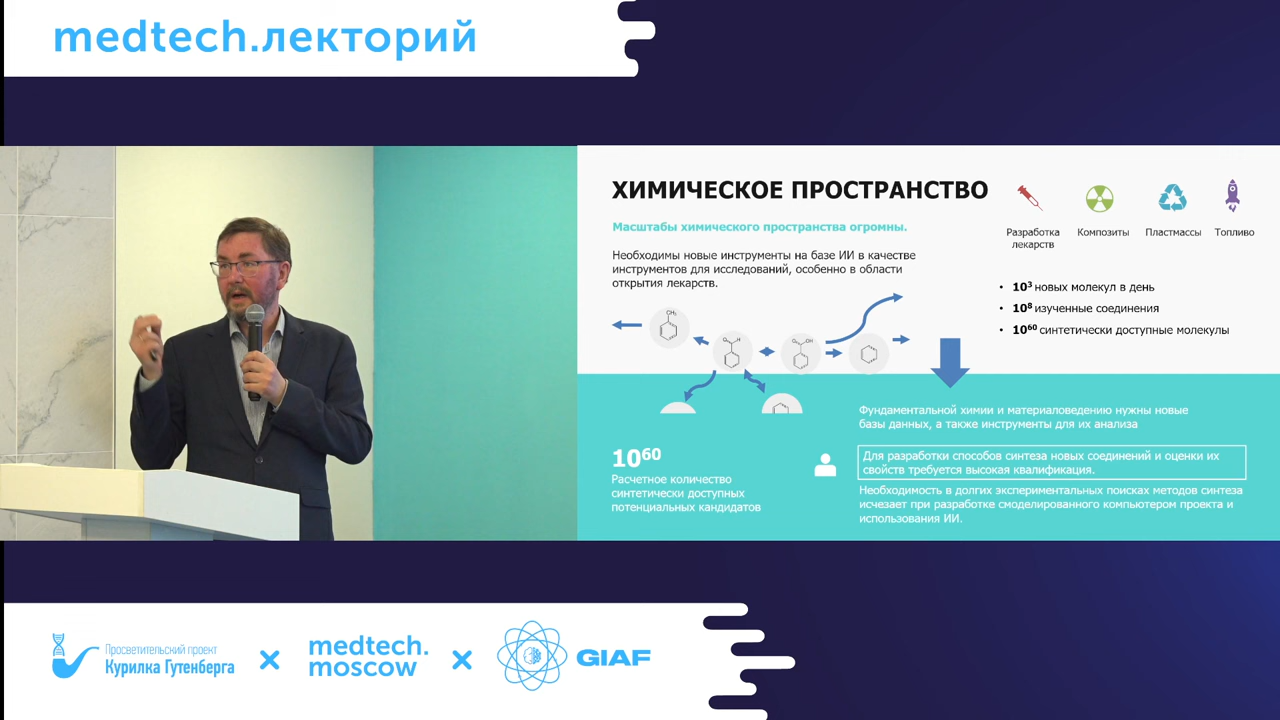 medtech.лекторий
ХИМИЧЕСКОЕ ПРОСТРАНСТВО
Масштабы химического пространства огромны.
Необходимы новые инструменты на базе ИИ в качестве
инструментов для исследований, особенно в области
открытия лекарств.
Разработка
лекарств
Композиты
Пластмассы
Топливо
• 10³ новых молекул в день
• 10⁸ изученные соединения
• 10⁶⁰ синтетически доступные молекулы
CH₃
O H
O OH
10⁶⁰
Расчетное количество
синтетически доступных
потенциальных кандидатов
Фундаментальной химии и материаловедению нужны новые
базы данных, а также инструменты для их анализа
Для разработки способов синтеза новых соединений и оценки их
свойств требуется высокая квалификация.
Необходимость в долгих экспериментальных поисках методов синтеза
исчезает при разработке смоделированного компьютером проекта и
использования ИИ.
Просветительский проект
Курилка Гутенберга
×
medtech.
moscow
×
GIAF